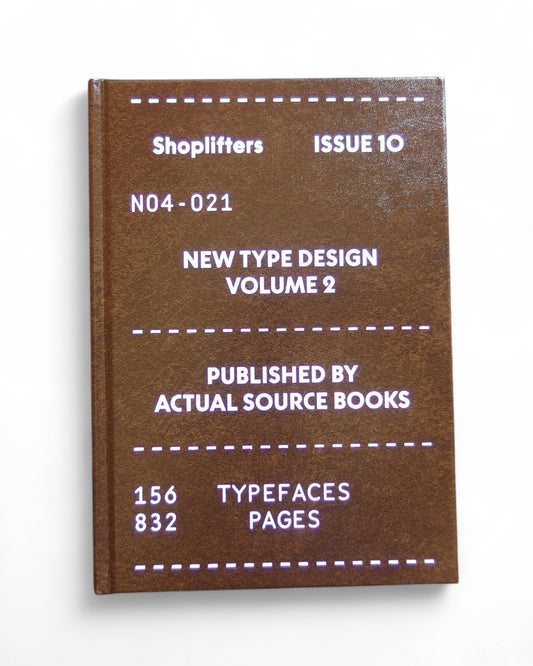 Shoplifters ISSUE 10
N04-021
NEW TYPE DESIGN
VOLUME 2
PUBLISHED BY
ACTUAL SOURCE BOOKS
156 TYPEFACES
832 PAGES